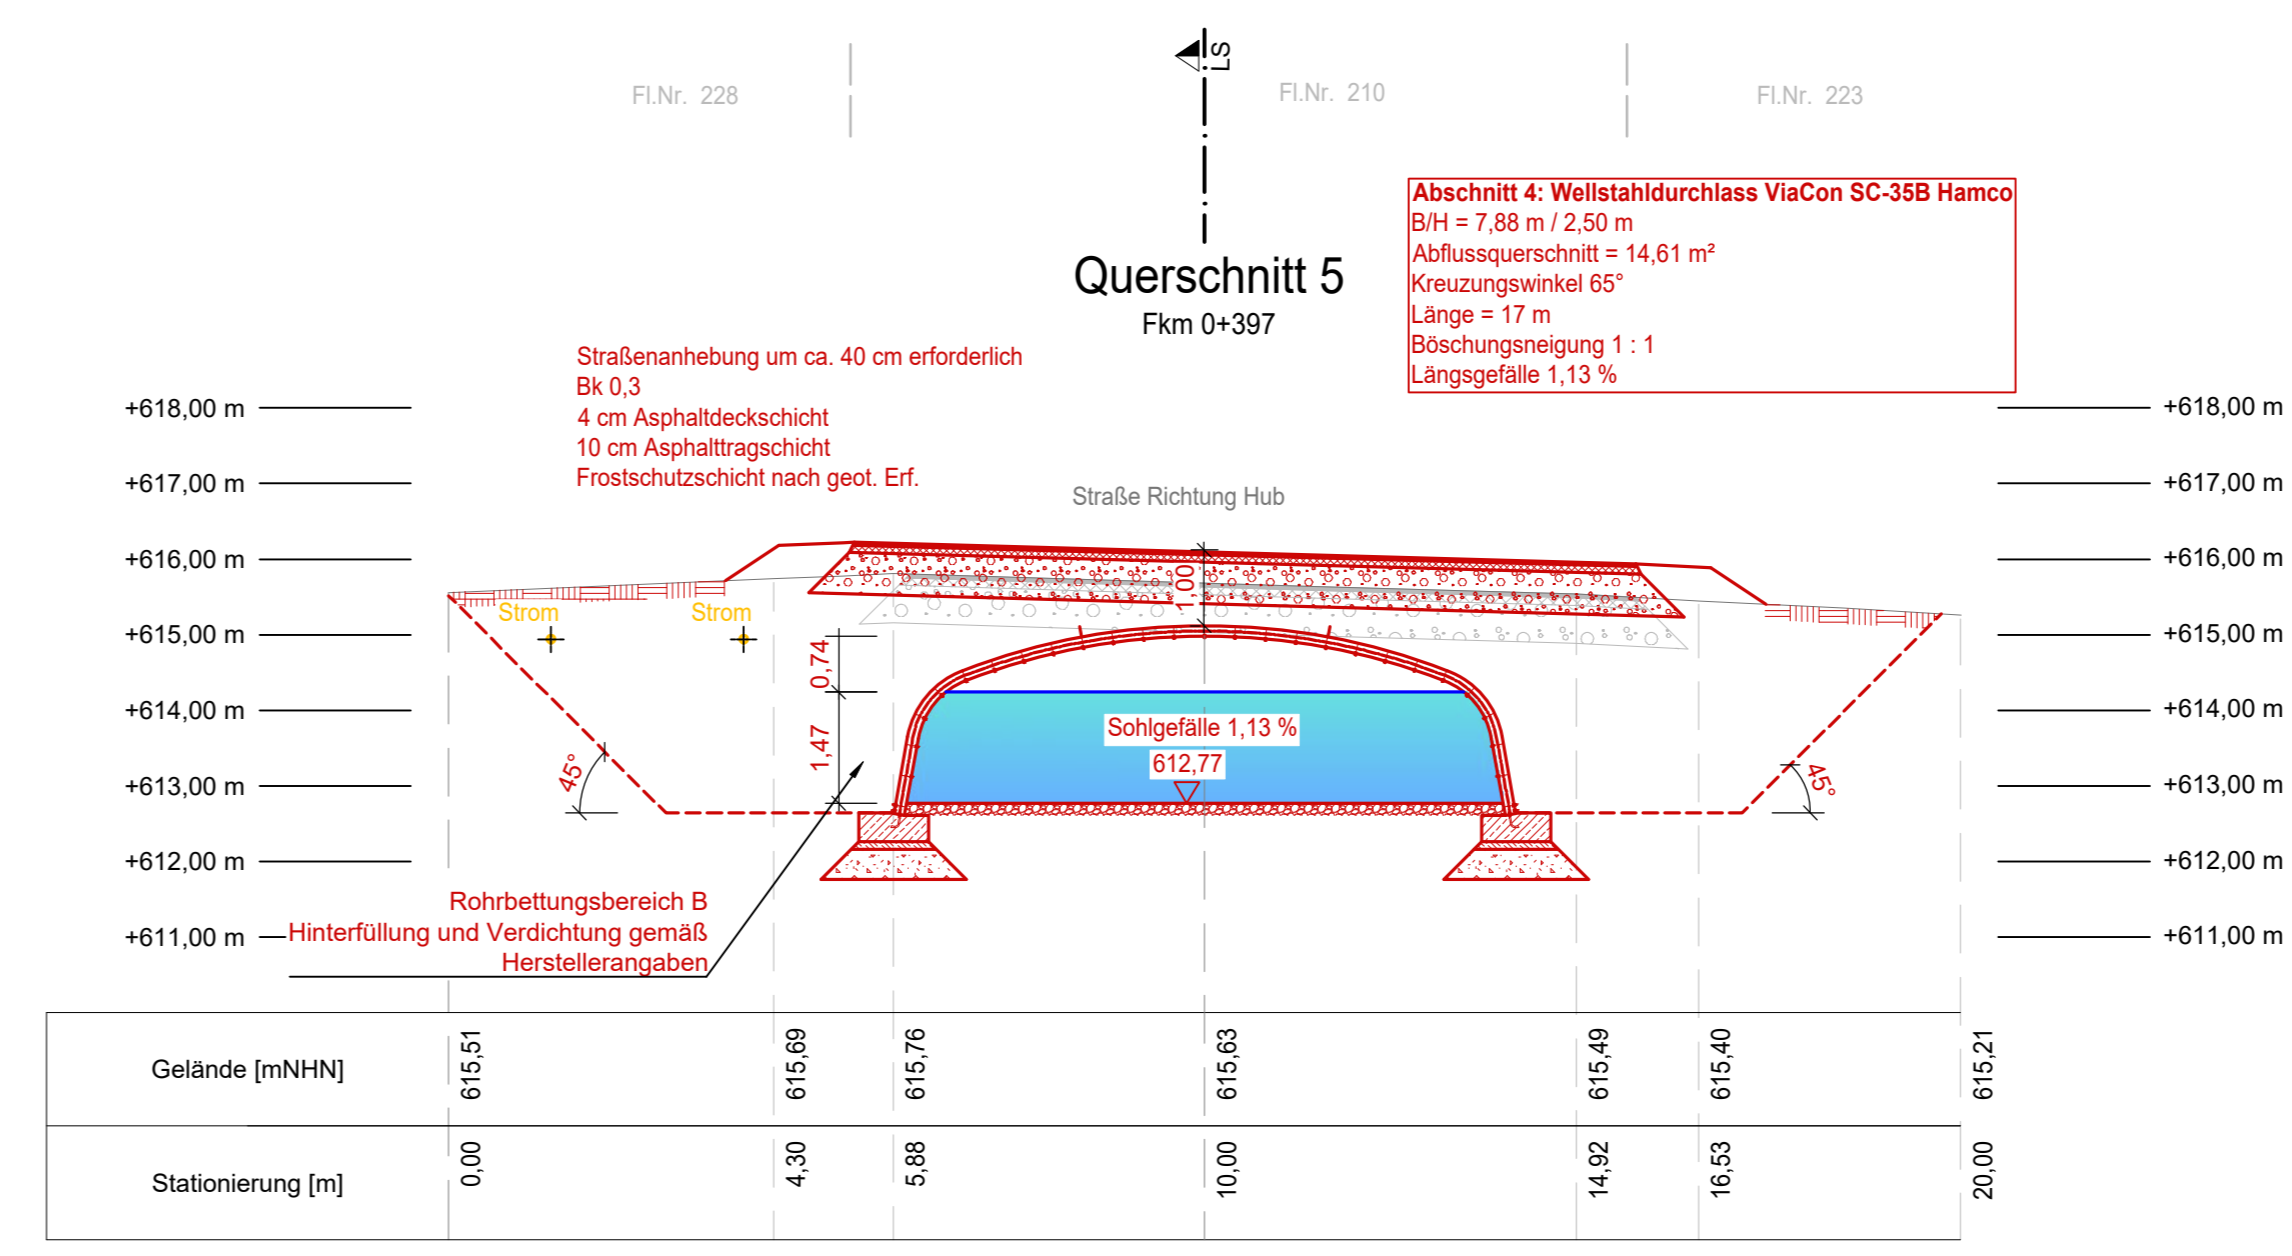 LS
Fl.Nr. 228
Fl.Nr. 210
Fl.Nr. 223
Querschnitt 5
Fkm 0+397
Abschnitt 4: Wellstahldurchlass ViaCon SC-35B Hamco
B/H = 7,88 m / 2,50 m
Abflussquerschnitt = 14,61 m²
Kreuzungswinkel 65°
Länge = 17 m
Böschungsneigung 1 : 1
Längsgefälle 1,13 %
Straßenanhebung um ca. 40 cm erforderlich
Bk 0,3
4 cm Asphaltdeckschicht
10 cm Asphalttragschicht
Frostschutzschicht nach geot. Erf.
+618,00 m
+617,00 m
+616,00 m
+615,00 m
+614,00 m
+613,00 m
+612,00 m
+611,00 m
+618,00 m
+617,00 m
+616,00 m
+615,00 m
+614,00 m
+613,00 m
+612,00 m
+611,00 m
Straße Richtung Hub
1,00
Strom
Strom
0,74
1,47
Sohlgefälle 1,13 %
612,77
45°
45°
Rohrbettungsbereich B
Hinterfüllung und Verdichtung gemäß
Herstellerangaben
Gelände [mNHN] 615,51 615,69 615,76 615,63 615,49 615,40 615,21
Stationierung [m] 0,00 4,30 5,88 10,00 14,92 16,53 20,00